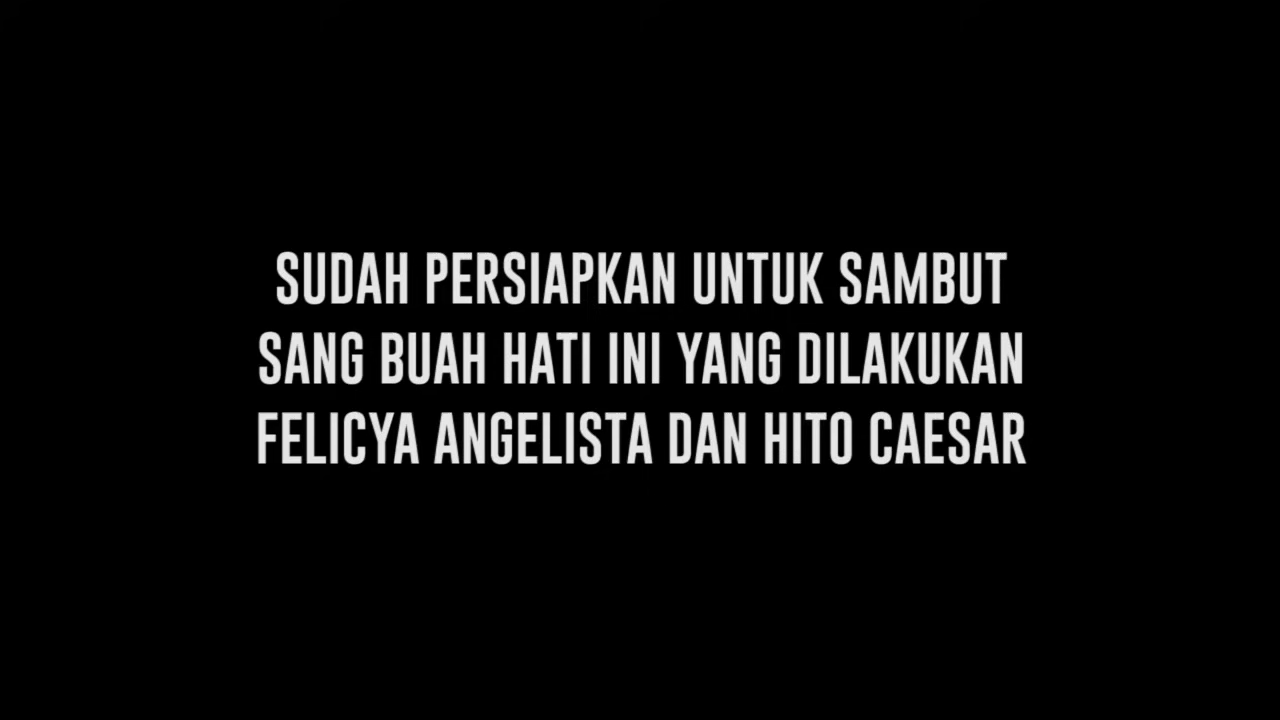 SUDAH PERSIAPKAN UNTUK SAMBUT
SANG BUAH HATI INI YANG DILAKUKAN
FELICYA ANGELISTA DAN HITO CAESAR